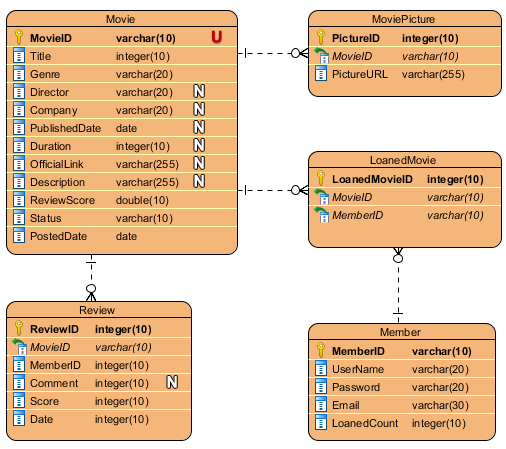 Movie
MovieID varchar(10) U
Title integer(10)
Genre varchar(20)
Director varchar(20) N
Company varchar(20) N
PublishedDate date N
Duration integer(10) N
OfficialLink varchar(255) N
Description varchar(255) N
ReviewScore double(10)
Status varchar(10)
PostedDate date
MoviePicture
PictureID integer(10)
MovieID varchar(10)
PictureURL varchar(255)
LoanedMovie
LoanedMovieID integer(10)
MovieID varchar(10)
MemberID varchar(10)
Review
ReviewID integer(10)
MovieID varchar(10)
MemberID integer(10)
Comment integer(10) N
Score integer(10)
Date integer(10)
Member
MemberID varchar(10)
UserName varchar(20)
Password varchar(20)
Email varchar(30)
LoanedCount integer(10)